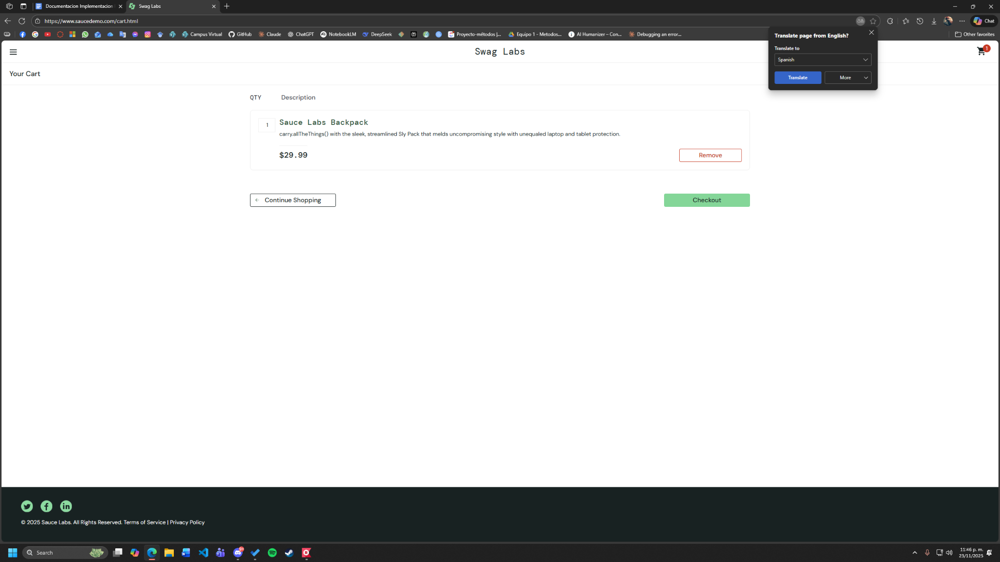 Documentacion Implementacion
Swag Labs
https://www.saucedemo.com/cart.html
Chat
Campus Virtual
GitHub
Claude
ChatGPT
NotebookLM
DeepSeek
Proyecto-métodos |...
Equipo 1 - Metodos...
AI Humanizer – Con...
Debugging an error...
Other favorites
Translate page from English?
Translate to
Spanish
Translate
More
Swag Labs
1
Your Cart
QTY
Description
1
Sauce Labs Backpack
carry.allTheThings() with the sleek, streamlined Sly Pack that melds uncompromising style with unequaled laptop and tablet protection.
$29.99
Remove
Continue Shopping
Checkout
© 2025 Sauce Labs. All Rights Reserved. Terms of Service | Privacy Policy
Search
9+
11:46 p. m.
23/11/2025